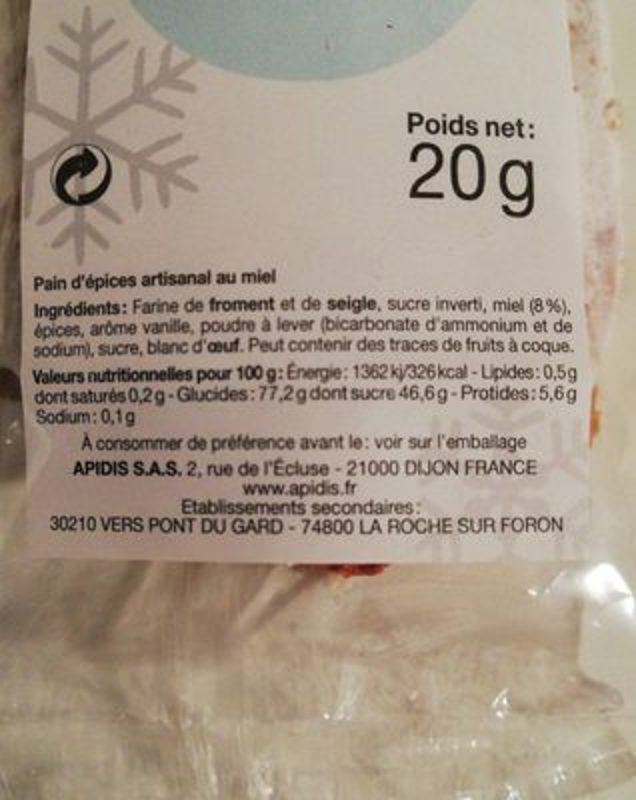 Poids net:
20 g
Pain d'épices artisanal au miel
Ingrédients: Farine de froment et de seigle, sucre inverti, miel (8%),
épices, arôme vanille, poudre à lever (bicarbonate d'ammonium et de
sodium), sucre, blanc d'œuf. Peut contenir des traces de fruits à coque.
Valeurs nutritionnelles pour 100 g: Énergie: 1362 kj/326 kcal - Lipides: 0,5g
dont saturés 0,2 g - Glucides: 77,2 g dont sucre 46,6 g - Protides: 5,6 g
Sodium: 0,1 g
À consommer de préférence avant le: voir sur l'emballage
APIDIS S.A.S. 2, rue de l'Écluse - 21000 DIJON FRANCE
www.apidis.fr
Etablissements secondaires:
30210 VERS PONT DU GARD - 74800 LA ROCHE SUR FORON